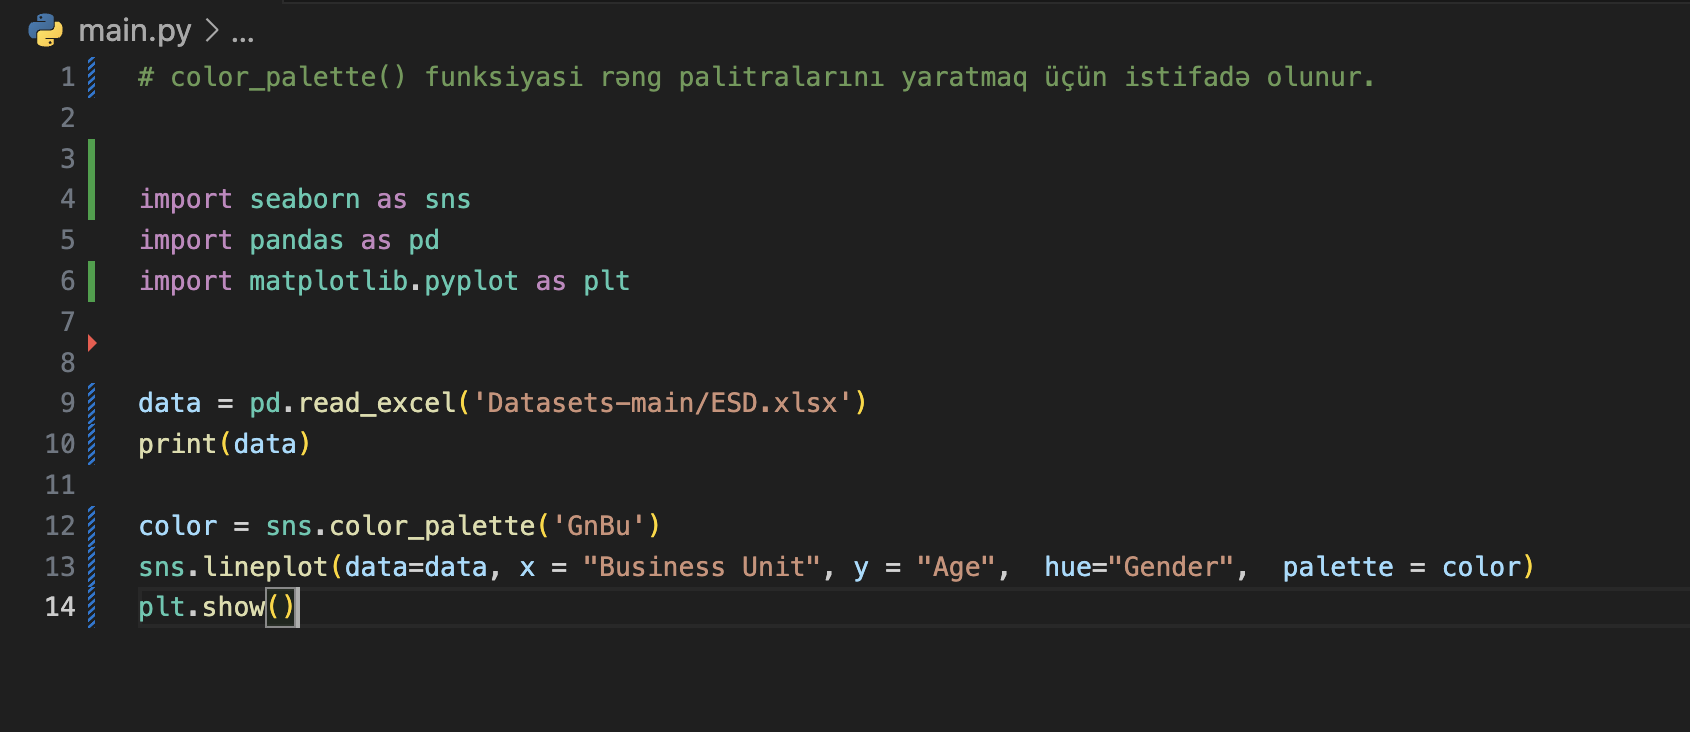 main.py > ...
1 # color_palette() funksiyasi rəng palitralarını yaratmaq üçün istifadə olunur.
2
3
4 import seaborn as sns
5 import pandas as pd
6 import matplotlib.pyplot as plt
7
8
9 data = pd.read_excel('Datasets-main/ESD.xlsx')
10 print(data)
11
12 color = sns.color_palette('GnBu')
13 sns.lineplot(data=data, x = "Business Unit", y = "Age",  hue="Gender",  palette = color)
14 plt.show()